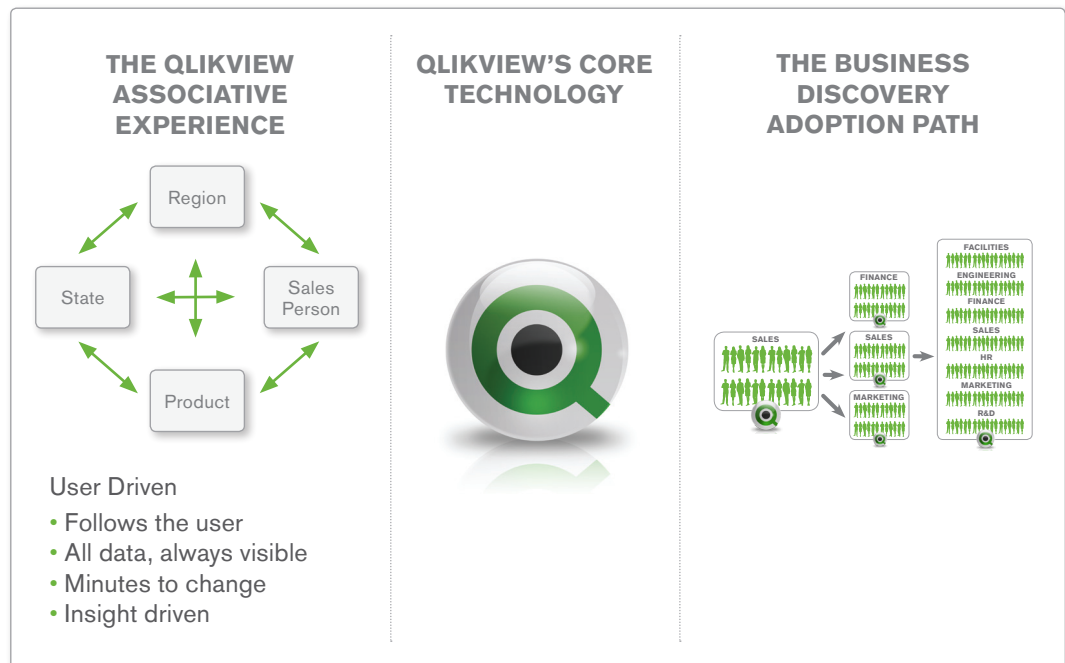 THE QLIKVIEW
ASSOCIATIVE
EXPERIENCE
Region
State
Sales
Person
Product
User Driven
• Follows the user
• All data, always visible
• Minutes to change
• Insight driven
QLIKVIEW’S CORE
TECHNOLOGY
THE BUSINESS
DISCOVERY
ADOPTION PATH
SALES
FINANCE
SALES
MARKETING
FACILITIES
ENGINEERING
FINANCE
SALES
HR
MARKETING
R&D